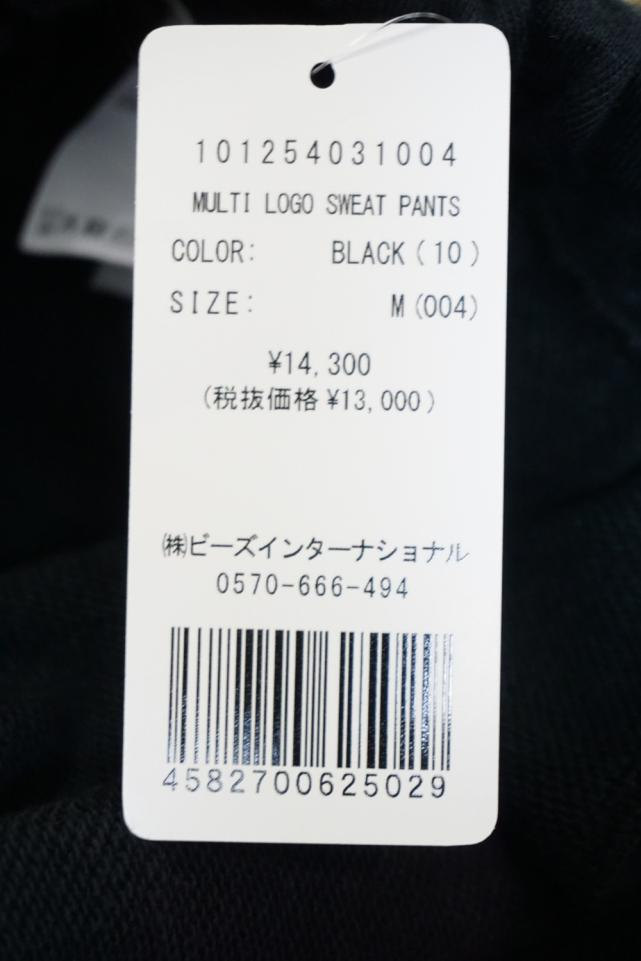 101254031004
MULTI LOGO SWEAT PANTS
COLOR: BLACK(10)
SIZE: M(004)
¥14,300
(税抜価格¥13,000)
㈱ビーズインターナショナル
0570-666-494
4582700625029